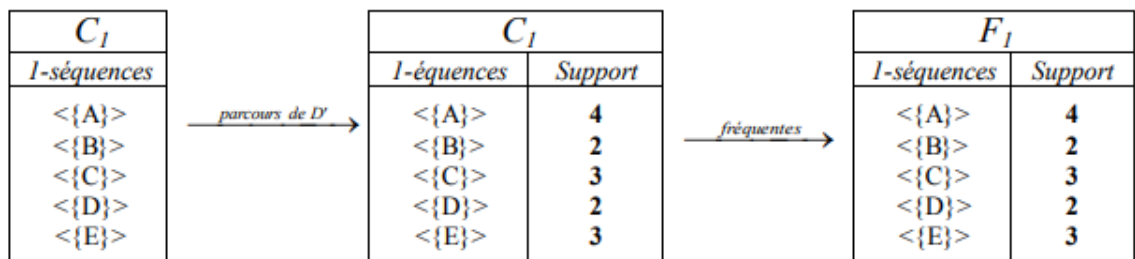 C1 C1 F1
1-séquences 1-équences Support 1-séquences Support
<{A}> parcours de D' <{A}> 4 fréquentes <{A}> 4
<{B}> <{B}> 2 <{B}> 2
<{C}> <{C}> 3 <{C}> 3
<{D}> <{D}> 2 <{D}> 2
<{E}> <{E}> 3 <{E}> 3